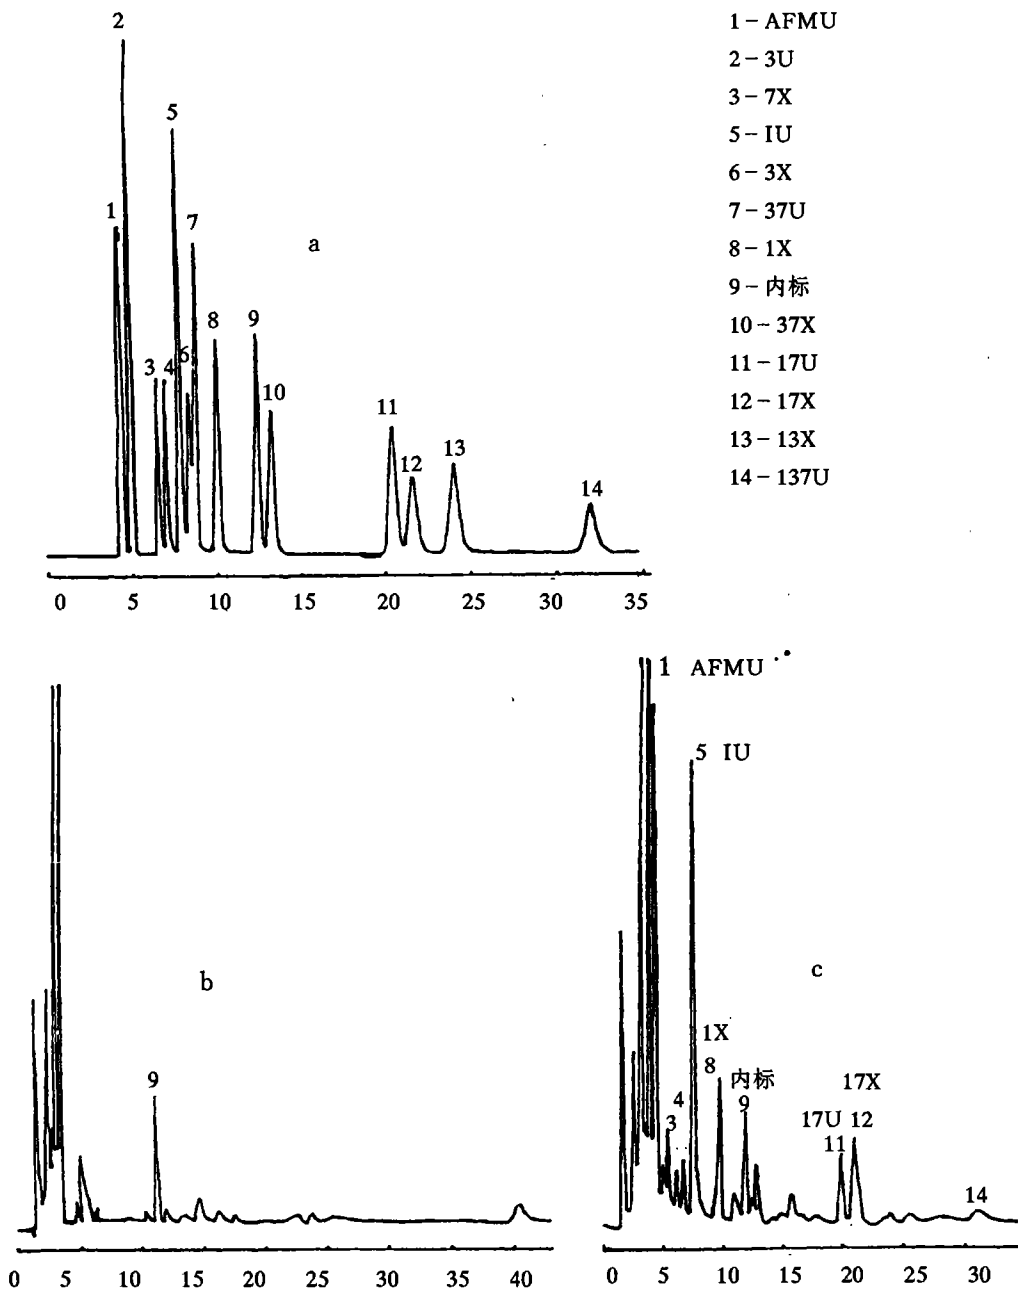 1-AFMU
2-3U
3-7X
5-IU
6-3X
7-37U
8-1X
9-内标
10-37X
11-17U
12-17X
13-13X
14-137U
2
5
1
7
a
6
8
9
3
4
10
11
12
13
14
0 5 10 15 20 25 30 35
1 AFMU
5 IU
b
c
1X
8
9
内标
9
4
3
17X
17U 12
11
14
0 5 10 15 20 25 30 35 40
0 5 10 15 20 25 30